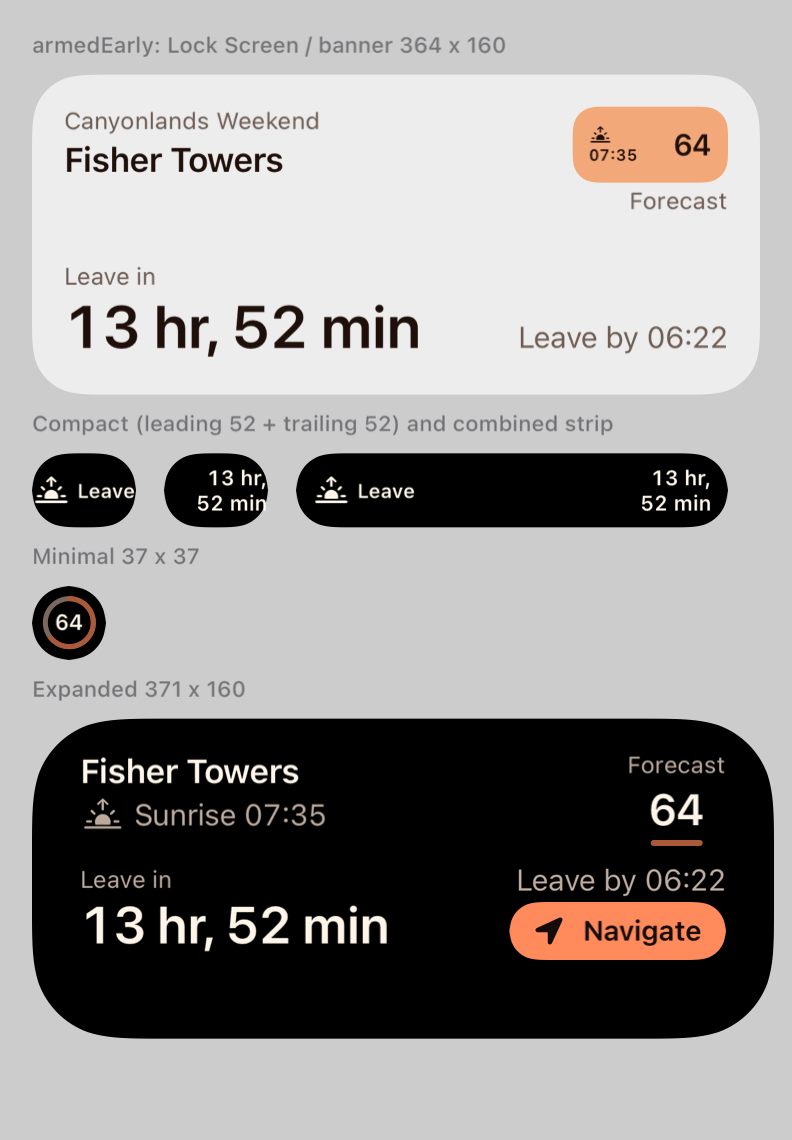 armedEarly: Lock Screen / banner 364 x 160
Canyonlands Weekend
Fisher Towers
07:35
64
Forecast
Leave in
13 hr, 52 min
Leave by 06:22
Compact (leading 52 + trailing 52) and combined strip
Leave
13 hr,
52 min
Leave
13 hr,
52 min
Minimal 37 x 37
64
Expanded 371 x 160
Fisher Towers
Sunrise 07:35
Forecast
64
Leave in
13 hr, 52 min
Leave by 06:22
Navigate